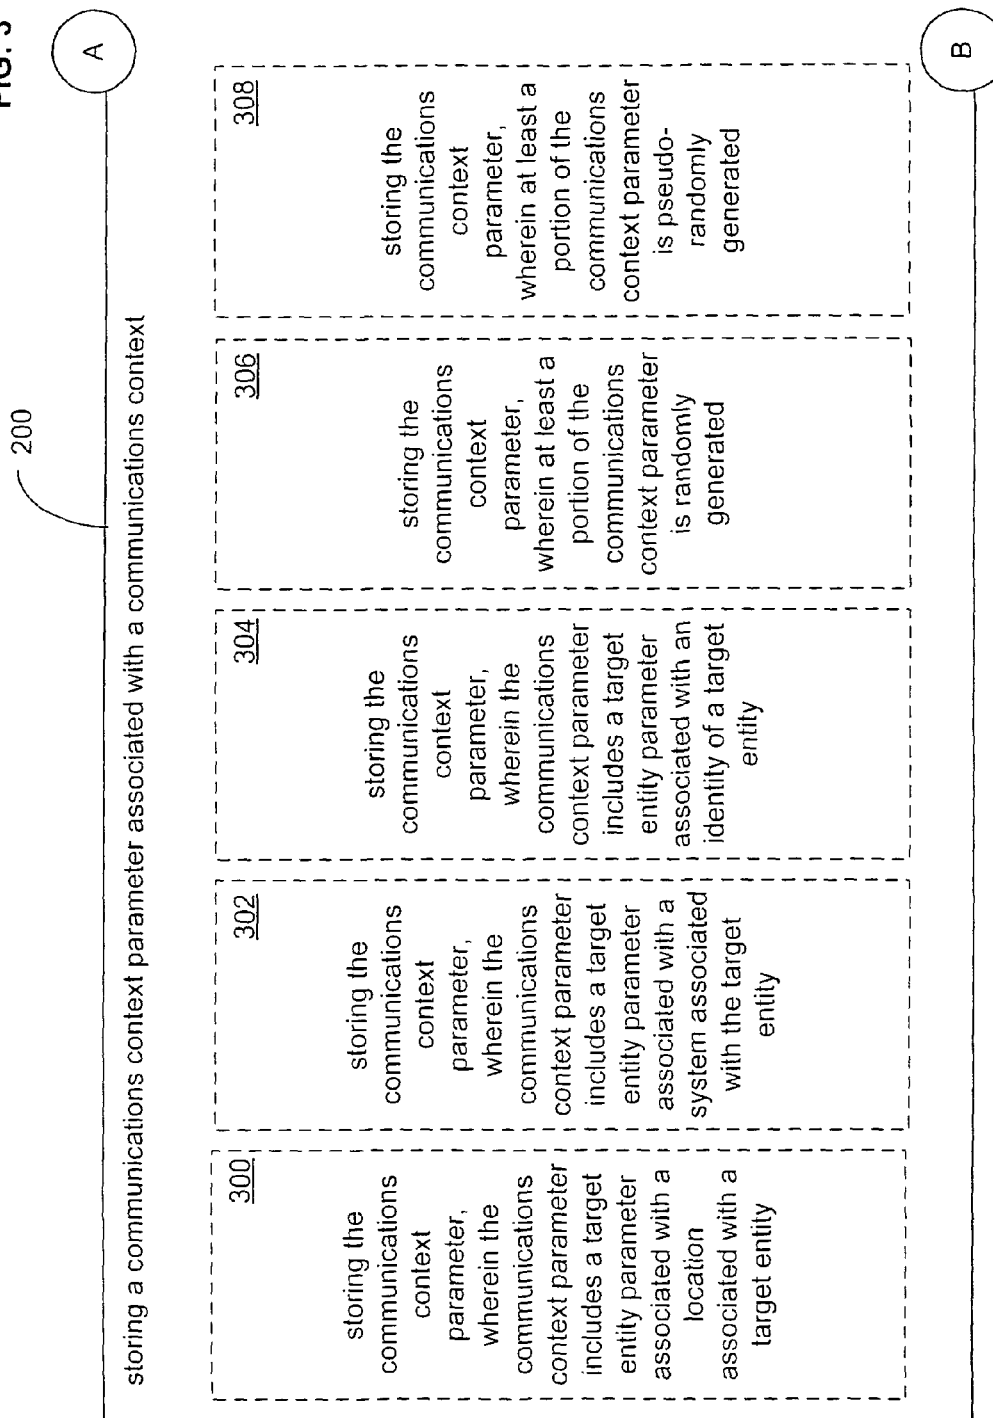 FIG. 3
200
A
storing a communications context parameter associated with a communications context
300
storing the
communications
context
parameter,
wherein the
communications
context parameter
includes a target
entity parameter
associated with a
location
associated with a
target entity
302
storing the
communications
context
parameter,
wherein the
communications
context parameter
includes a target
entity parameter
associated with a
system associated
with the target
entity
304
storing the
communications
context
parameter,
wherein the
communications
context parameter
includes a target
entity parameter
associated with an
identity of a target
entity
306
storing the
communications
context
parameter,
wherein at least a
portion of the
communications
context parameter
is randomly
generated
308
storing the
communications
context
parameter,
wherein at least a
portion of the
communications
context parameter
is pseudo-
randomly
generated
B